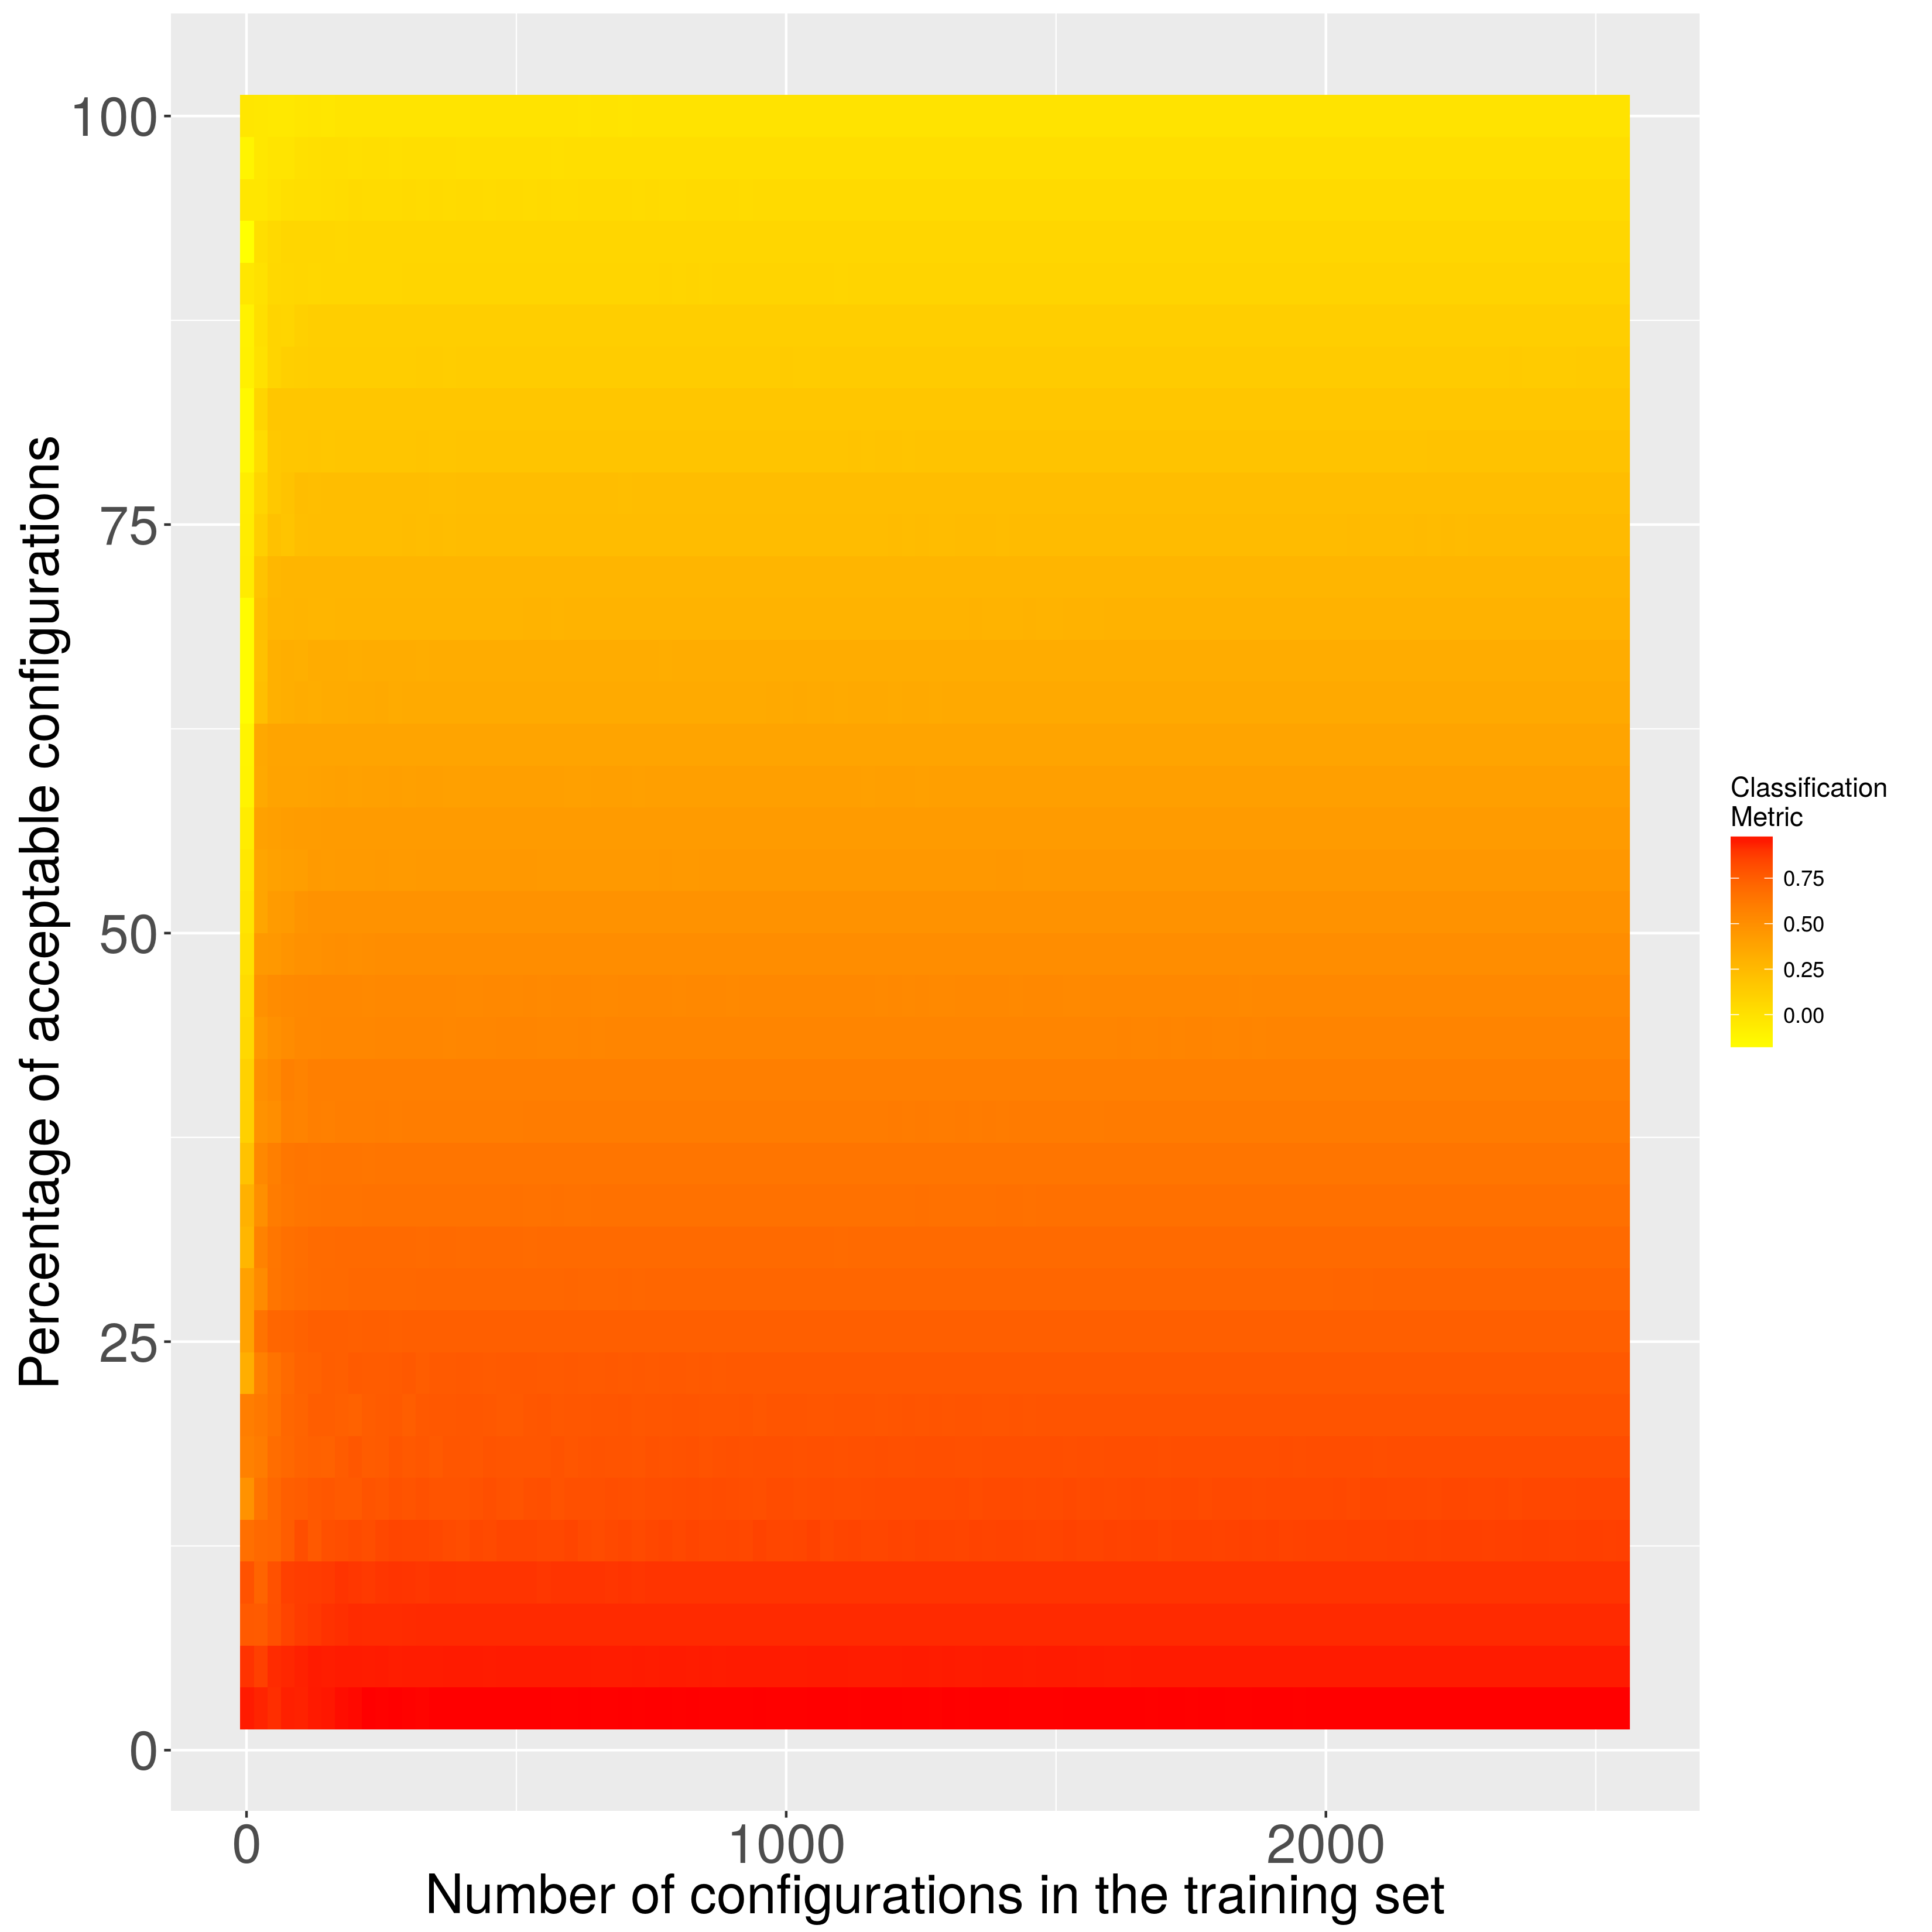 100
75
50
25
0
Percentage of acceptable configurations
0 1000 2000
Number of configurations in the training set
Classification
Metric
0.75
0.50
0.25
0.00